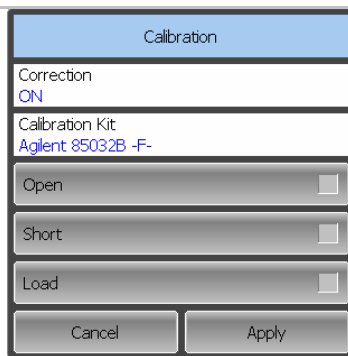 Calibration
Correction
ON
Calibration Kit
Agilent 85032B -F-
Open
Short
Load
Cancel
Apply